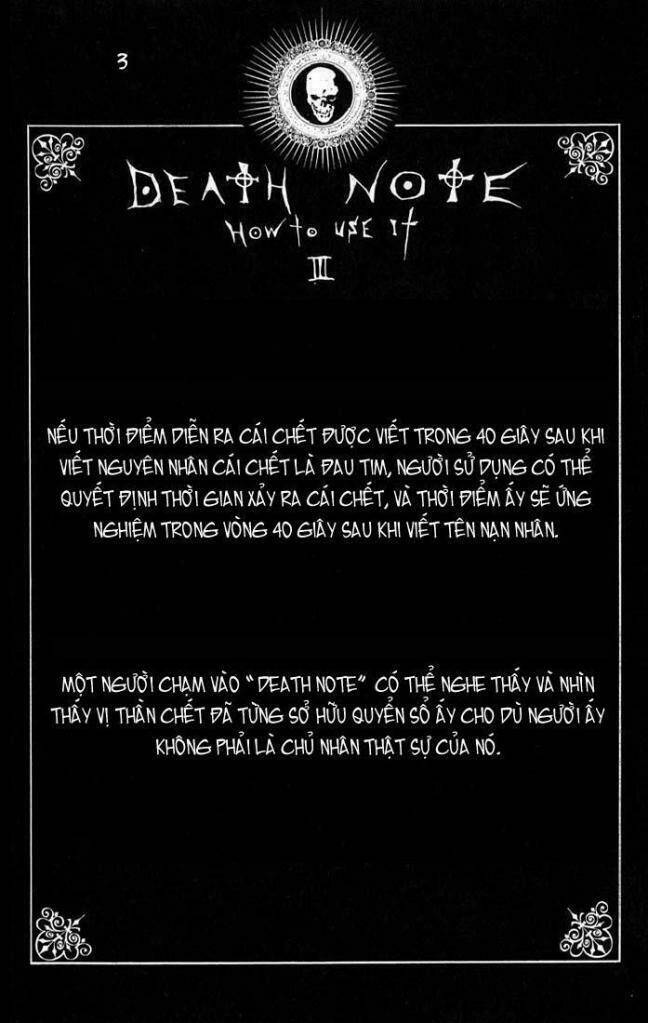 3
DEATH NOTE
HOW TO USE IT
III
NẾU THỜI ĐIỂM DIỄN RA CÁI CHẾT ĐƯỢC VIẾT TRONG 40 GIÂY SAU KHI
VIẾT NGUYÊN NHÂN CÁI CHẾT LÀ ĐAU TIM, NGƯỜI SỬ DỤNG CÓ THỂ
QUYẾT ĐỊNH THỜI GIAN XẢY RA CÁI CHẾT, VÀ THỜI ĐIỂM ẤY SẼ ỨNG
NGHIỆM TRONG VÒNG 40 GIÂY SAU KHI VIẾT TÊN NẠN NHÂN.
MỘT NGƯỜI CHẠM VÀO "DEATH NOTE" CÓ THỂ NGHE THẤY VÀ NHÌN
THẤY VỊ THẦN CHẾT ĐÃ TỪNG SỞ HỮU QUYỂN SỔ ẤY CHO DÙ NGƯỜI ẤY
KHÔNG PHẢI LÀ CHỦ NHÂN THẬT SỰ CỦA NÓ.